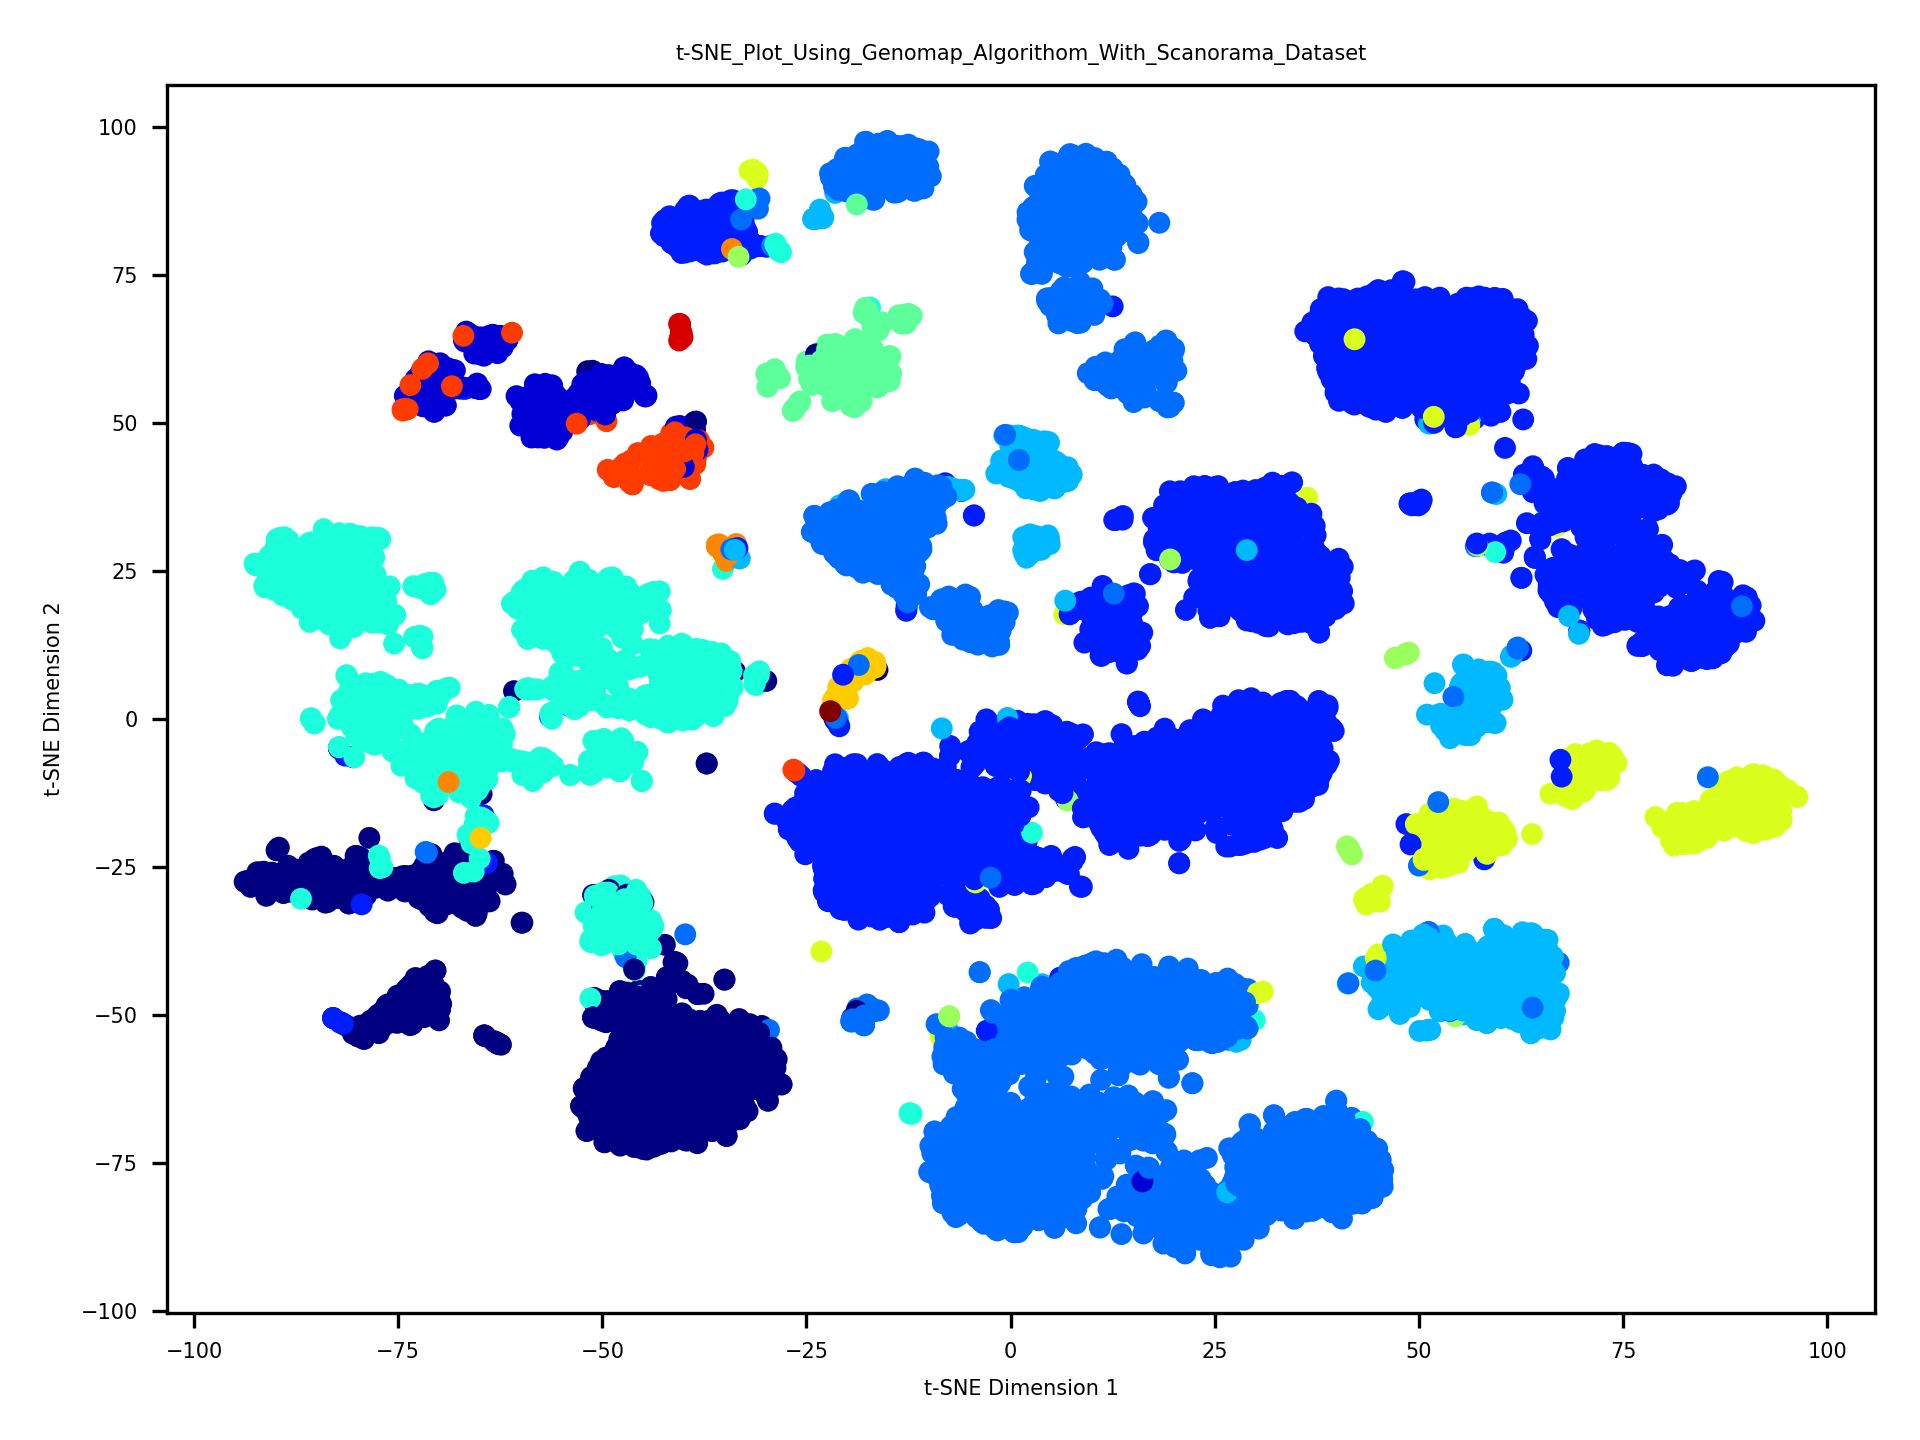 t-SNE_Plot_Using_Genomap_Algorithom_With_Scanorama_Dataset
100
75
50
25
0
−25
−50
−75
−100
t-SNE Dimension 2
−100 −75 −50 −25 0 25 50 75 100
t-SNE Dimension 1